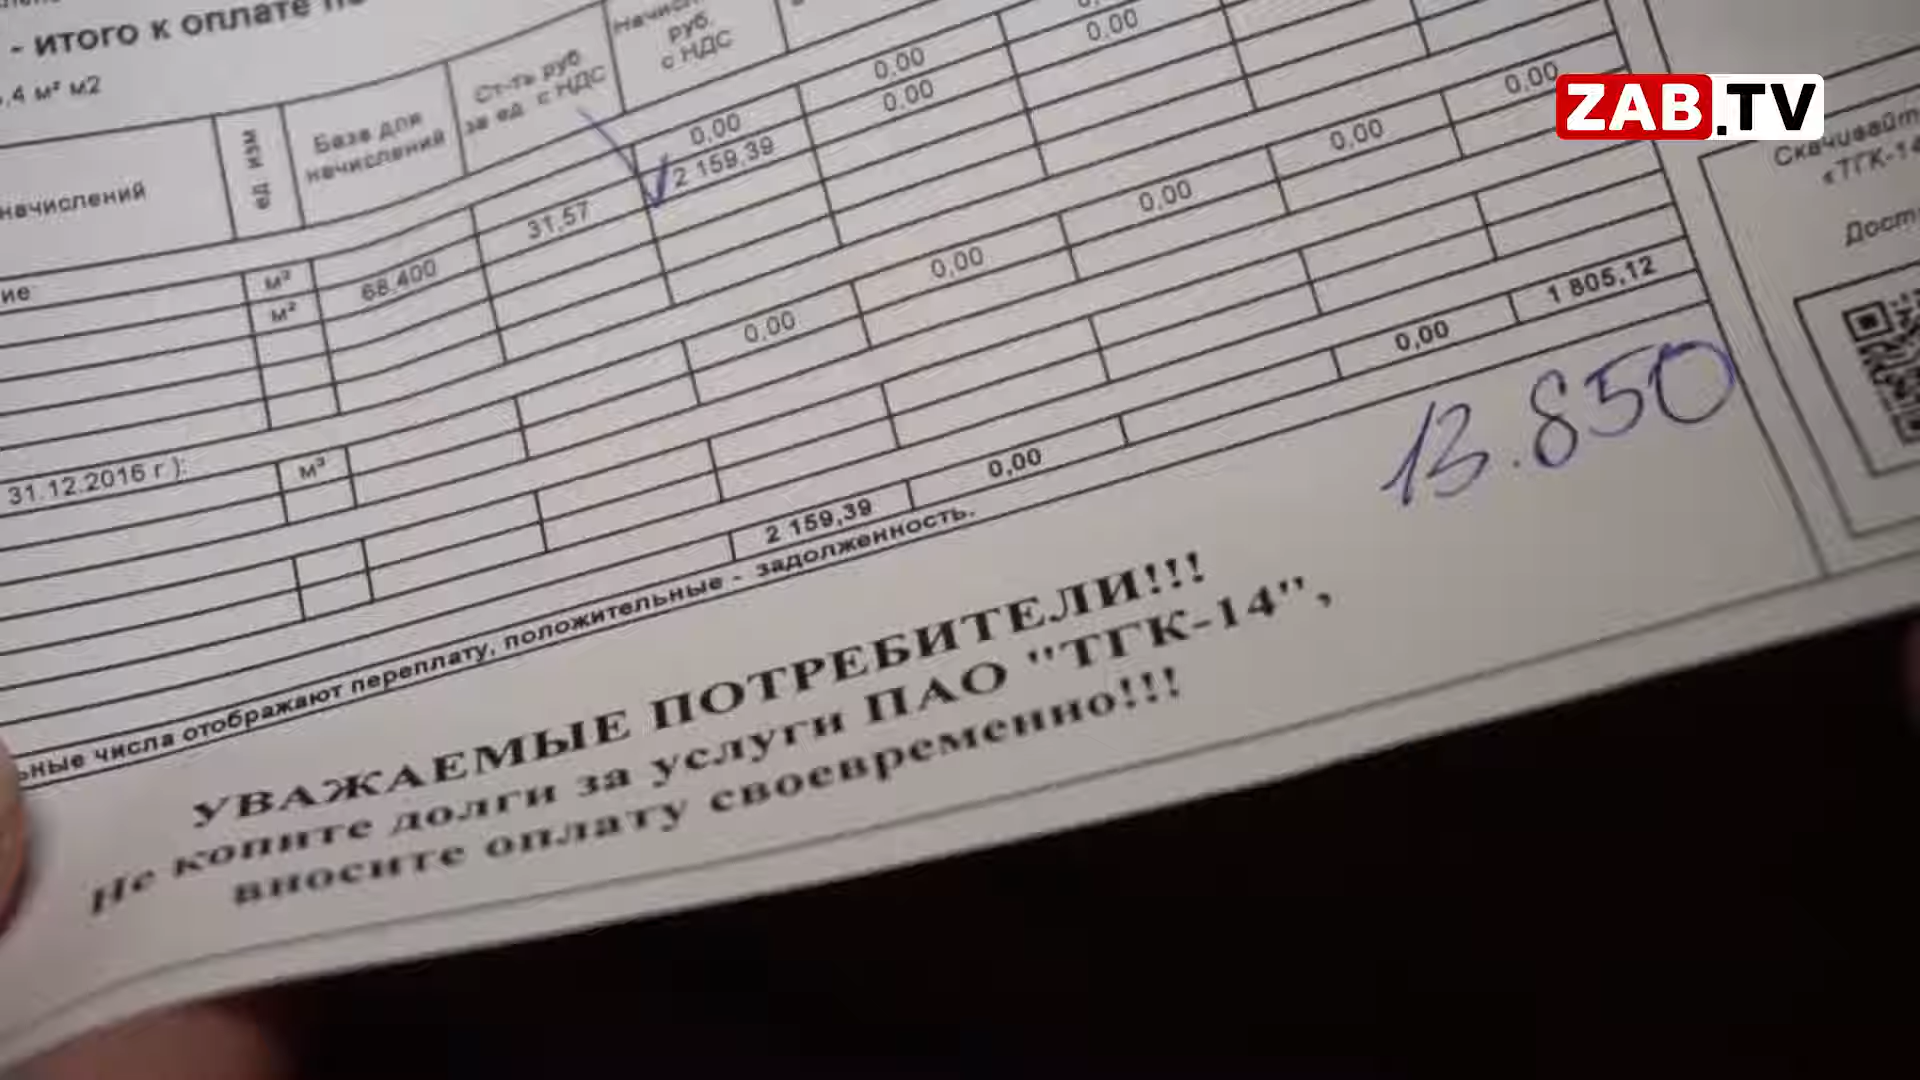 - итого к оплате
,4 м² м2
Начисл.
руб.
с НДС
Ст-ть руб
за ед. с НДС
База для
начислений
ед. изм
начислений
0,00
0,00
0,00
0,00
0,00
2 159,39
31,57
ие
м³
м²
68,400
0,00
0,00
0,00
0,00
31.12.2016 г ):
м³
2 159,39
0,00
0,00
1 805,12
13.850
ьные числа отображают переплату, положительные - задолженность.
УВАЖАЕМЫЕ ПОТРЕБИТЕЛИ!!!
Не копите долги за услуги ПАО "ТГК-14",
вносите оплату своевременно!!!
Скачивайт
«ТГК-14
Дост
ZAB.TV